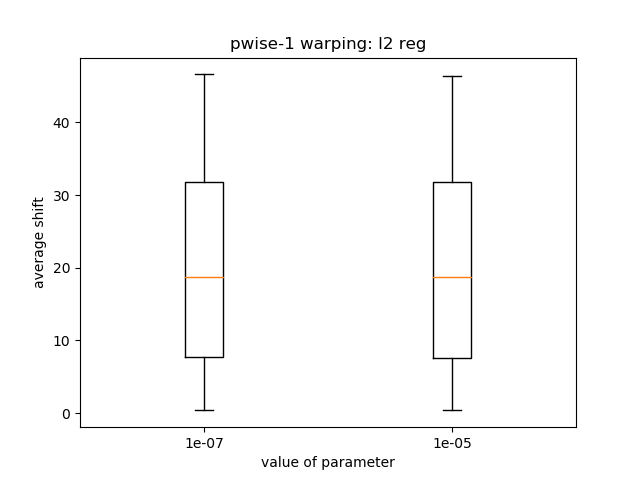 pwise-1 warping: l2 reg
average shift
40
30
20
10
0
1e-07
1e-05
value of parameter